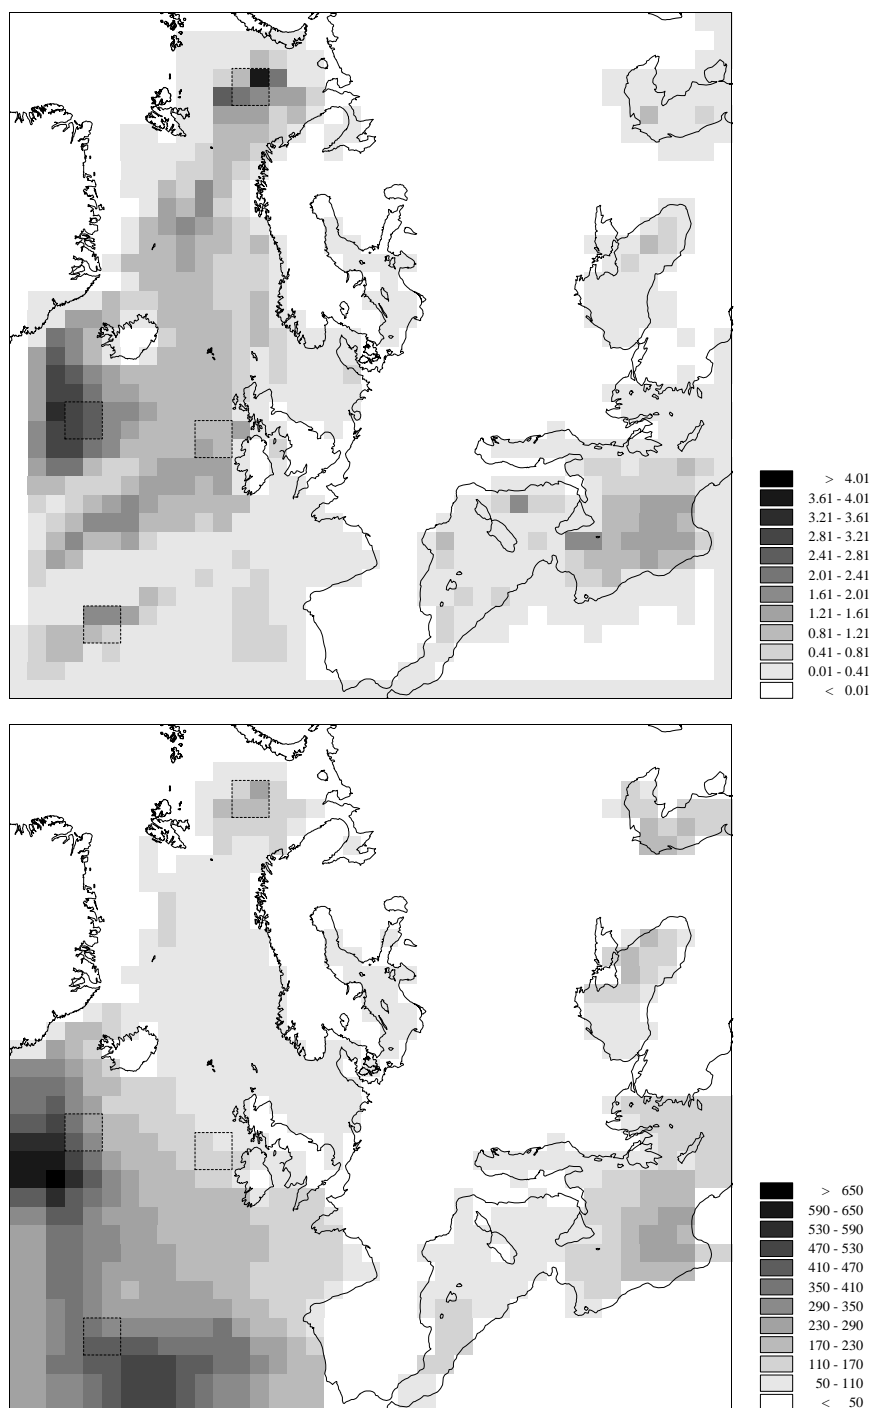 > 4.01
3.61 - 4.01
3.21 - 3.61
2.81 - 3.21
2.41 - 2.81
2.01 - 2.41
1.61 - 2.01
1.21 - 1.61
0.81 - 1.21
0.41 - 0.81
0.01 - 0.41
< 0.01
> 650
590 - 650
530 - 590
470 - 530
410 - 470
350 - 410
290 - 350
230 - 290
170 - 230
110 - 170
50 - 110
< 50